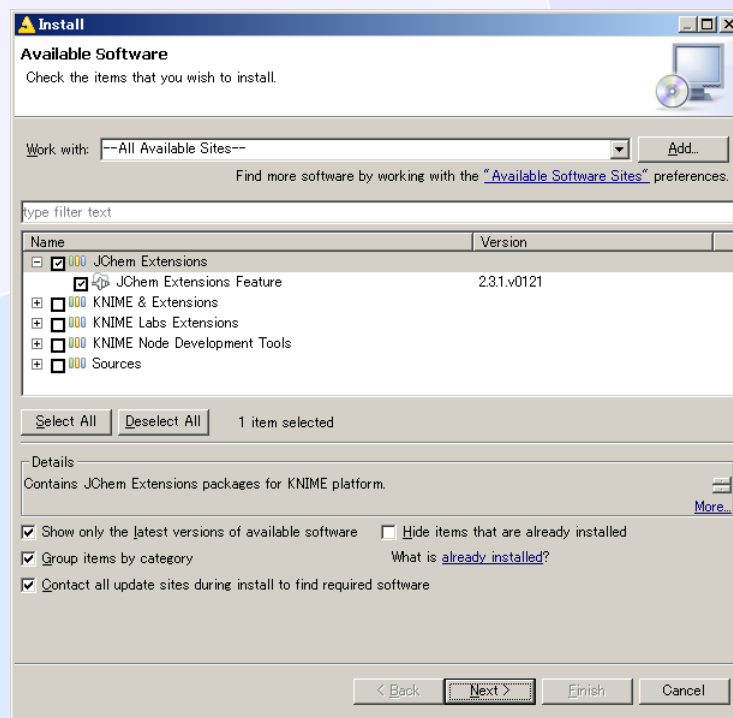 Install
Available Software
Check the items that you wish to install.
Work with: --All Available Sites-- Add...
Find more software by working with the "Available Software Sites" preferences.
type filter text
Name Version
JChem Extensions
JChem Extensions Feature 2.3.1.v0121
KNIME & Extensions
KNIME Labs Extensions
KNIME Node Development Tools
Sources
Select All Deselect All 1 item selected
Details
Contains JChem Extensions packages for KNIME platform.
More...
Show only the latest versions of available software Hide items that are already installed
Group items by category What is already installed?
Contact all update sites during install to find required software
< Back Next > Finish Cancel